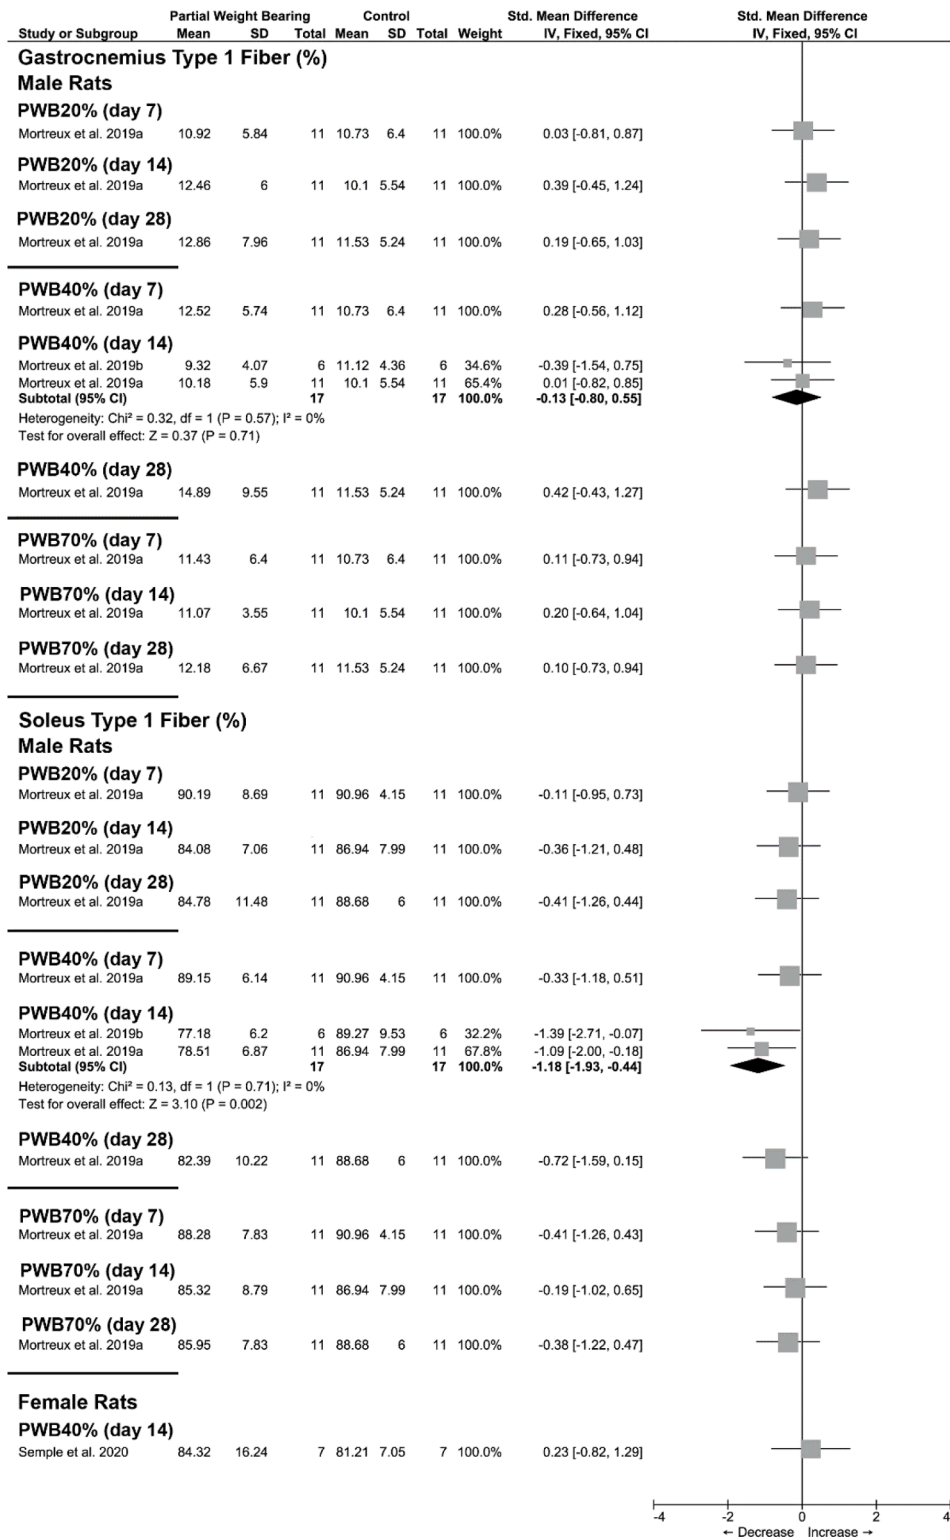 Partial Weight Bearing Control Std. Mean Difference Std. Mean Difference
Study or Subgroup Mean SD Total Mean SD Total Weight IV, Fixed, 95% CI IV, Fixed, 95% CI
Gastrocnemius Type 1 Fiber (%)
Male Rats
PWB20% (day 7)
Mortreux et al. 2019a 10.92 5.84 11 10.73 6.4 11 100.0% 0.03 [-0.81, 0.87]
PWB20% (day 14)
Mortreux et al. 2019a 12.46 6 11 10.1 5.54 11 100.0% 0.39 [-0.45, 1.24]
PWB20% (day 28)
Mortreux et al. 2019a 12.86 7.96 11 11.53 5.24 11 100.0% 0.19 [-0.65, 1.03]
PWB40% (day 7)
Mortreux et al. 2019a 12.52 5.74 11 10.73 6.4 11 100.0% 0.28 [-0.56, 1.12]
PWB40% (day 14)
Mortreux et al. 2019b 9.32 4.07 6 11.12 4.36 6 34.6% -0.39 [-1.54, 0.75]
Mortreux et al. 2019a 10.18 5.9 11 10.1 5.54 11 65.4% 0.01 [-0.82, 0.85]
Subtotal (95% CI) 17 17 100.0% -0.13 [-0.80, 0.55]
Heterogeneity: Chi² = 0.32, df = 1 (P = 0.57); I² = 0%
Test for overall effect: Z = 0.37 (P = 0.71)
PWB40% (day 28)
Mortreux et al. 2019a 14.89 9.55 11 11.53 5.24 11 100.0% 0.42 [-0.43, 1.27]
PWB70% (day 7)
Mortreux et al. 2019a 11.43 6.4 11 10.73 6.4 11 100.0% 0.11 [-0.73, 0.94]
PWB70% (day 14)
Mortreux et al. 2019a 11.07 3.55 11 10.1 5.54 11 100.0% 0.20 [-0.64, 1.04]
PWB70% (day 28)
Mortreux et al. 2019a 12.18 6.67 11 11.53 5.24 11 100.0% 0.10 [-0.73, 0.94]
Soleus Type 1 Fiber (%)
Male Rats
PWB20% (day 7)
Mortreux et al. 2019a 90.19 8.69 11 90.96 4.15 11 100.0% -0.11 [-0.95, 0.73]
PWB20% (day 14)
Mortreux et al. 2019a 84.08 7.06 11 86.94 7.99 11 100.0% -0.36 [-1.21, 0.48]
PWB20% (day 28)
Mortreux et al. 2019a 84.78 11.48 11 88.68 6 11 100.0% -0.41 [-1.26, 0.44]
PWB40% (day 7)
Mortreux et al. 2019a 89.15 6.14 11 90.96 4.15 11 100.0% -0.33 [-1.18, 0.51]
PWB40% (day 14)
Mortreux et al. 2019b 77.18 6.2 6 89.27 9.53 6 32.2% -1.39 [-2.71, -0.07]
Mortreux et al. 2019a 78.51 6.87 11 86.94 7.99 11 67.8% -1.09 [-2.00, -0.18]
Subtotal (95% CI) 17 17 100.0% -1.18 [-1.93, -0.44]
Heterogeneity: Chi² = 0.13, df = 1 (P = 0.71); I² = 0%
Test for overall effect: Z = 3.10 (P = 0.002)
PWB40% (day 28)
Mortreux et al. 2019a 82.39 10.22 11 88.68 6 11 100.0% -0.72 [-1.59, 0.15]
PWB70% (day 7)
Mortreux et al. 2019a 88.28 7.83 11 90.96 4.15 11 100.0% -0.41 [-1.26, 0.43]
PWB70% (day 14)
Mortreux et al. 2019a 85.32 8.79 11 86.94 7.99 11 100.0% -0.19 [-1.02, 0.65]
PWB70% (day 28)
Mortreux et al. 2019a 85.95 7.83 11 88.68 6 11 100.0% -0.38 [-1.22, 0.47]
Female Rats
PWB40% (day 14)
Semple et al. 2020 84.32 16.24 7 81.21 7.05 7 100.0% 0.23 [-0.82, 1.29]
-4 -2 0 2 4
← Decrease Increase →